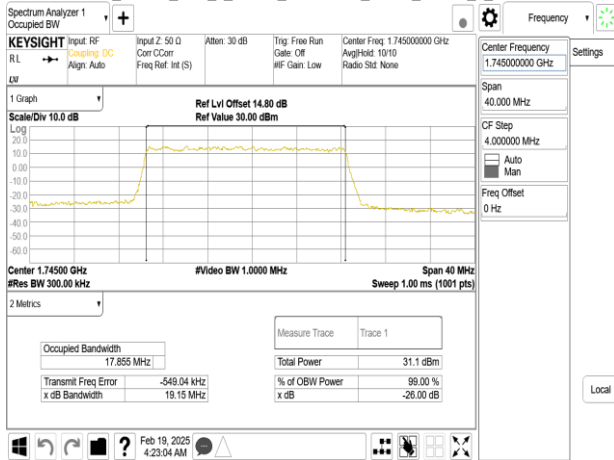 Spectrum Analyzer 1
Occupied BW
+
Frequency
KEYSIGHT
RL
LXI
Input: RF
Coupling: DC
Align: Auto
Input Z: 50 Ω
Corr CCorr
Freq Ref: Int (S)
Atten: 30 dB
Trig: Free Run
Gate: Off
#IF Gain: Low
Center Freq: 1.745000000 GHz
Avg|Hold: 10/10
Radio Std: None
Center Frequency
1.745000000 GHz
Settings
Span
40.000 MHz
CF Step
4.000000 MHz
Auto
Man
Freq Offset
0 Hz
Local
1 Graph
Scale/Div 10.0 dB
Ref Lvl Offset 14.80 dB
Ref Value 30.00 dBm
Log
20.0
10.0
0.00
-10.0
-20.0
-30.0
-40.0
-50.0
-60.0
Center 1.74500 GHz
#Video BW 1.0000 MHz
Span 40 MHz
#Res BW 300.00 kHz
Sweep 1.00 ms (1001 pts)
2 Metrics
Measure Trace
Trace 1
Occupied Bandwidth
17.855 MHz
Total Power
31.1 dBm
Transmit Freq Error
-549.04 kHz
% of OBW Power
99.00 %
x dB Bandwidth
19.15 MHz
x dB
-26.00 dB
?
Feb 19, 2025
4:23:04 AM